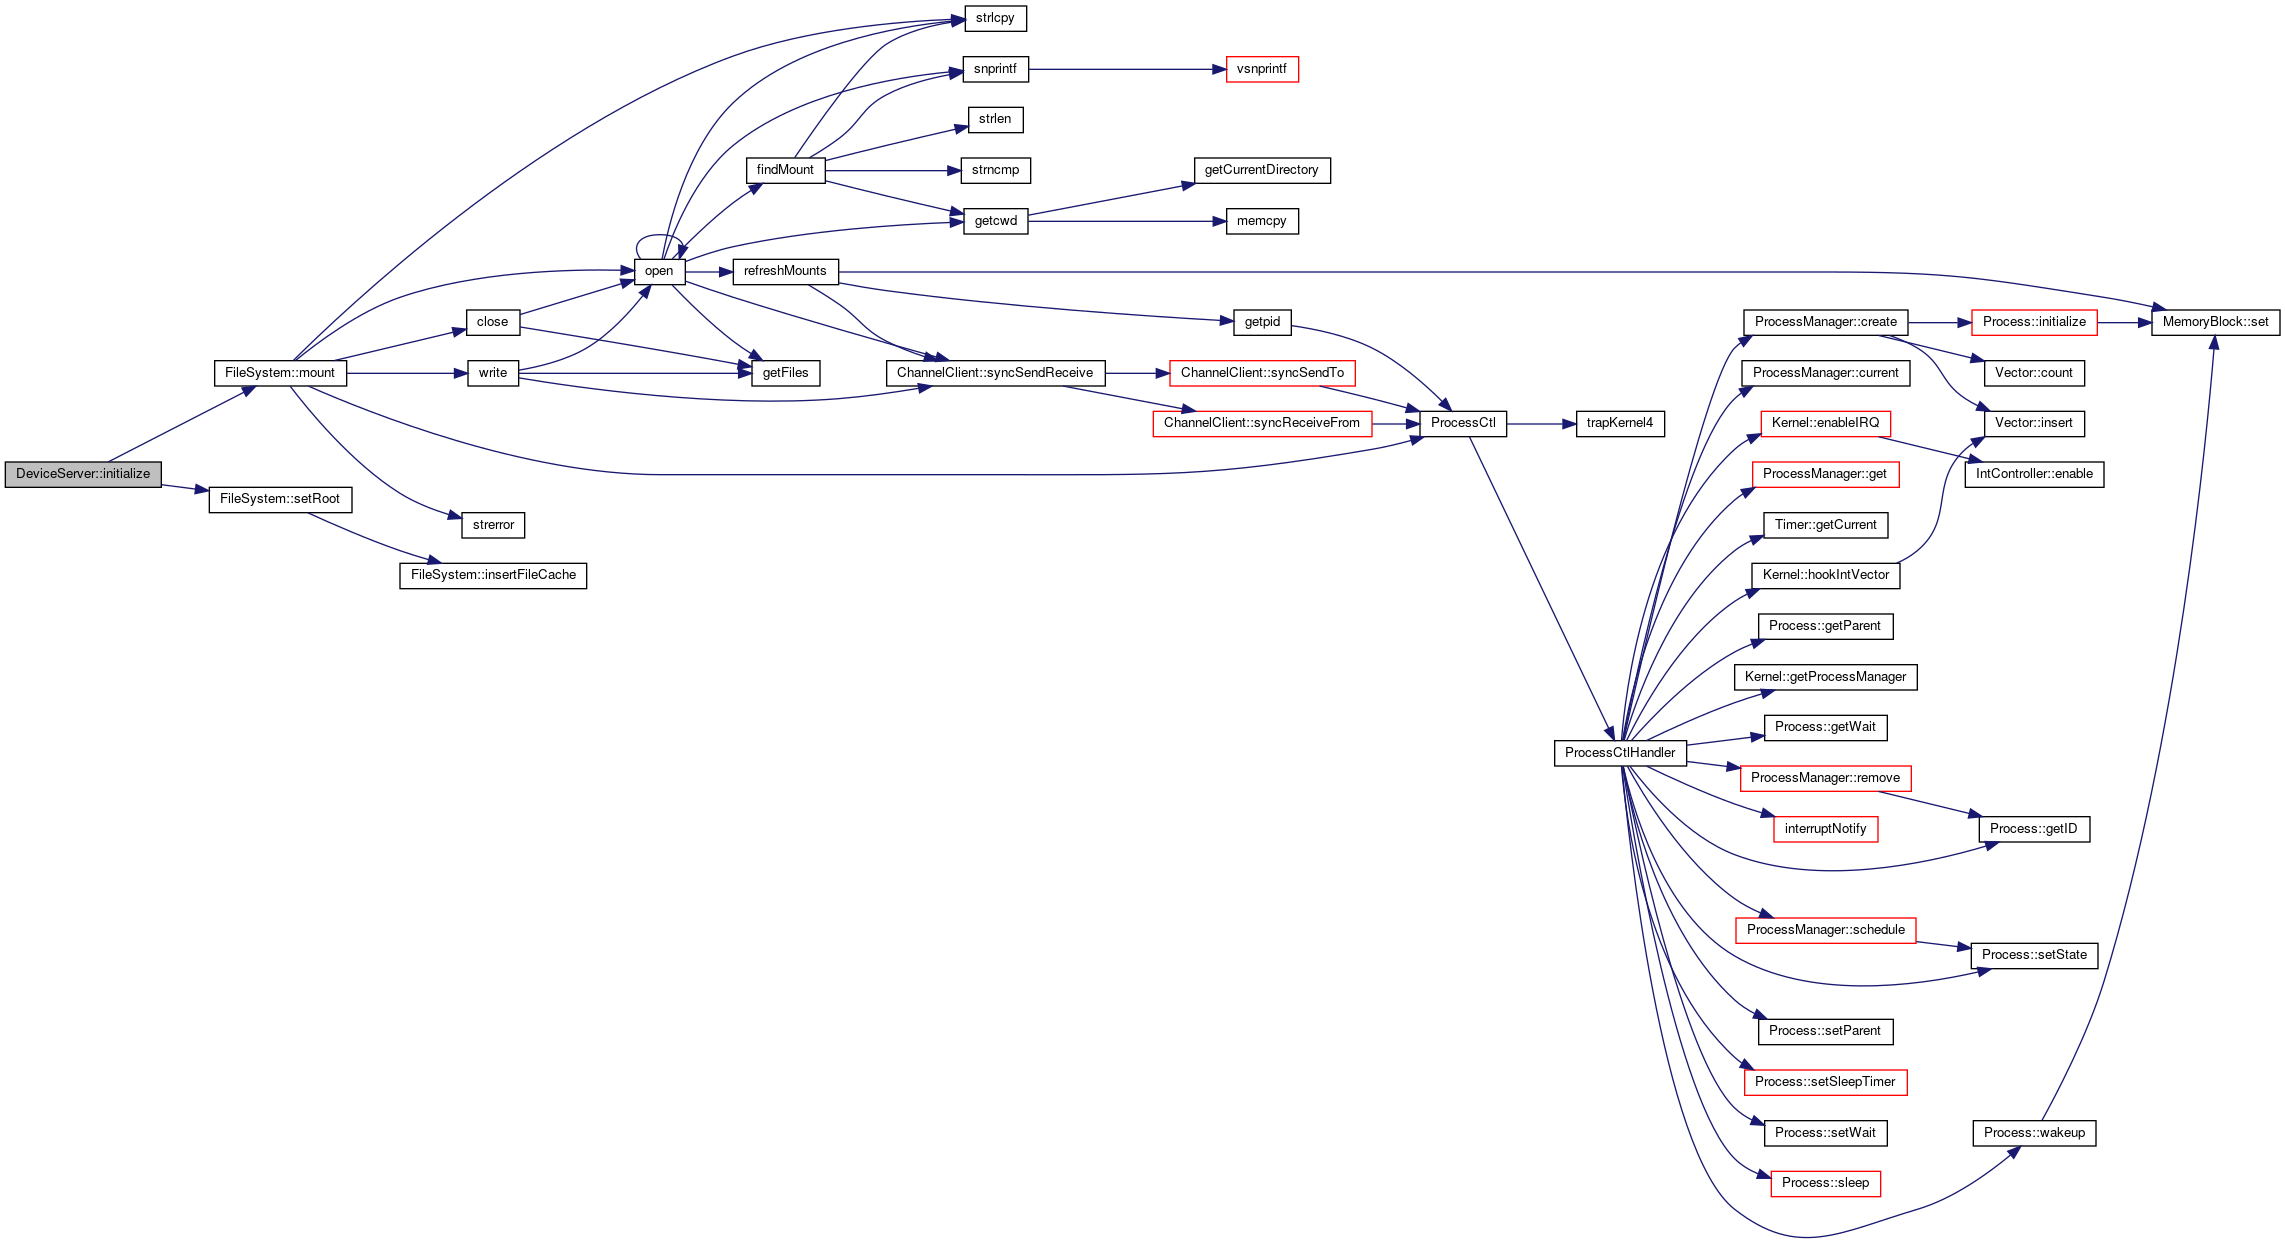 strlcpy
snprintf
vsnprintf
strlen
findMount
strncmp
getCurrentDirectory
getcwd
memcpy
open
refreshMounts
close
getpid
ProcessManager::create
Process::initialize
MemoryBlock::set
FileSystem::mount
write
getFiles
ChannelClient::syncSendReceive
ChannelClient::syncSendTo
ProcessManager::current
Vector::count
ChannelClient::syncReceiveFrom
ProcessCtl
trapKernel4
Kernel::enableIRQ
Vector::insert
DeviceServer::initialize
ProcessManager::get
IntController::enable
FileSystem::setRoot
strerror
Timer::getCurrent
FileSystem::insertFileCache
Kernel::hookIntVector
Process::getParent
Kernel::getProcessManager
Process::getWait
ProcessCtlHandler
ProcessManager::remove
interruptNotify
Process::getID
ProcessManager::schedule
Process::setState
Process::setParent
Process::setSleepTimer
Process::setWait
Process::wakeup
Process::sleep